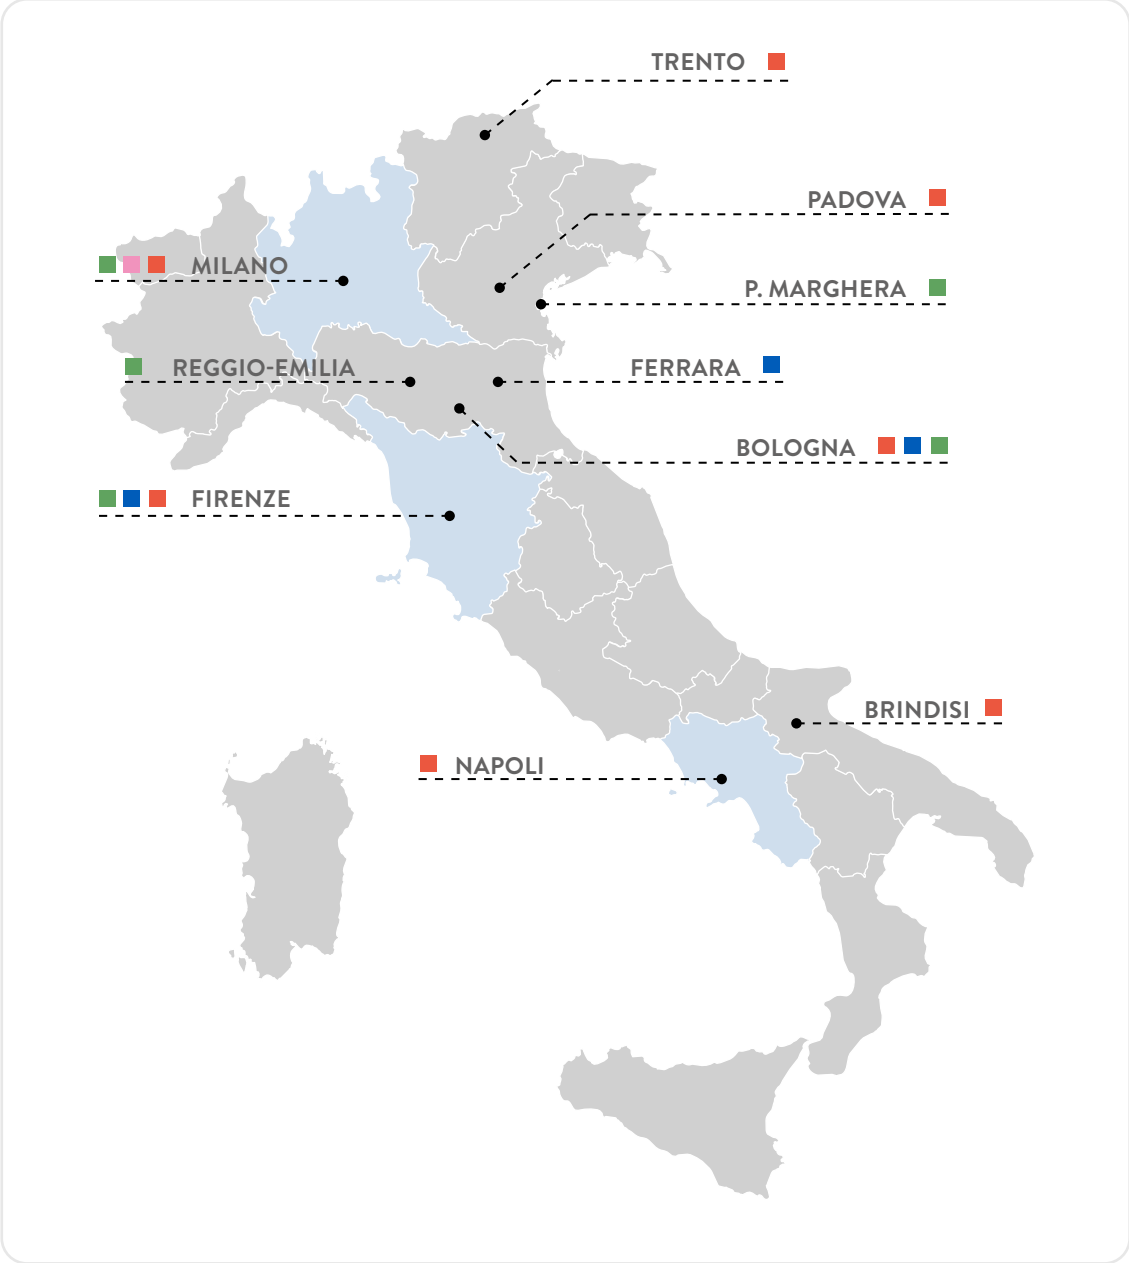 TRENTO
PADOVA
MILANO
P. MARGHERA
REGGIO-EMILIA
FERRARA
BOLOGNA
FIRENZE
BRINDISI
NAPOLI